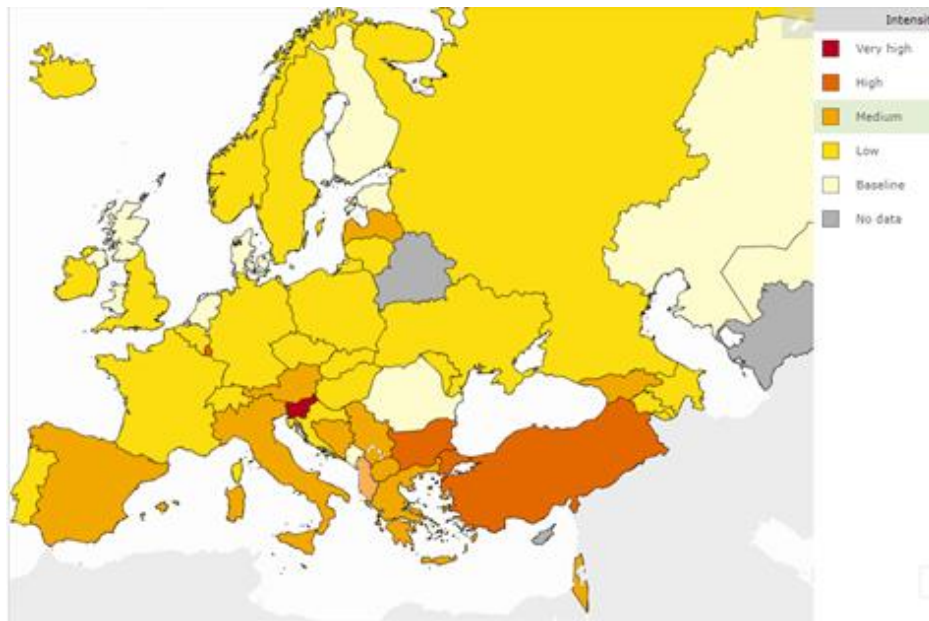 Intensit
Very high
High
Medium
Low
Baseline
No data